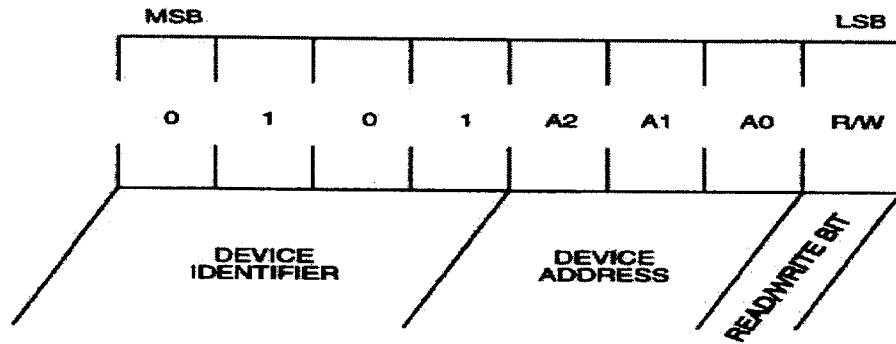 MSB LSB
0 1 0 1 A2 A1 A0 R/W
DEVICE
IDENTIFIER
DEVICE
ADDRESS
READ/WRITE BIT